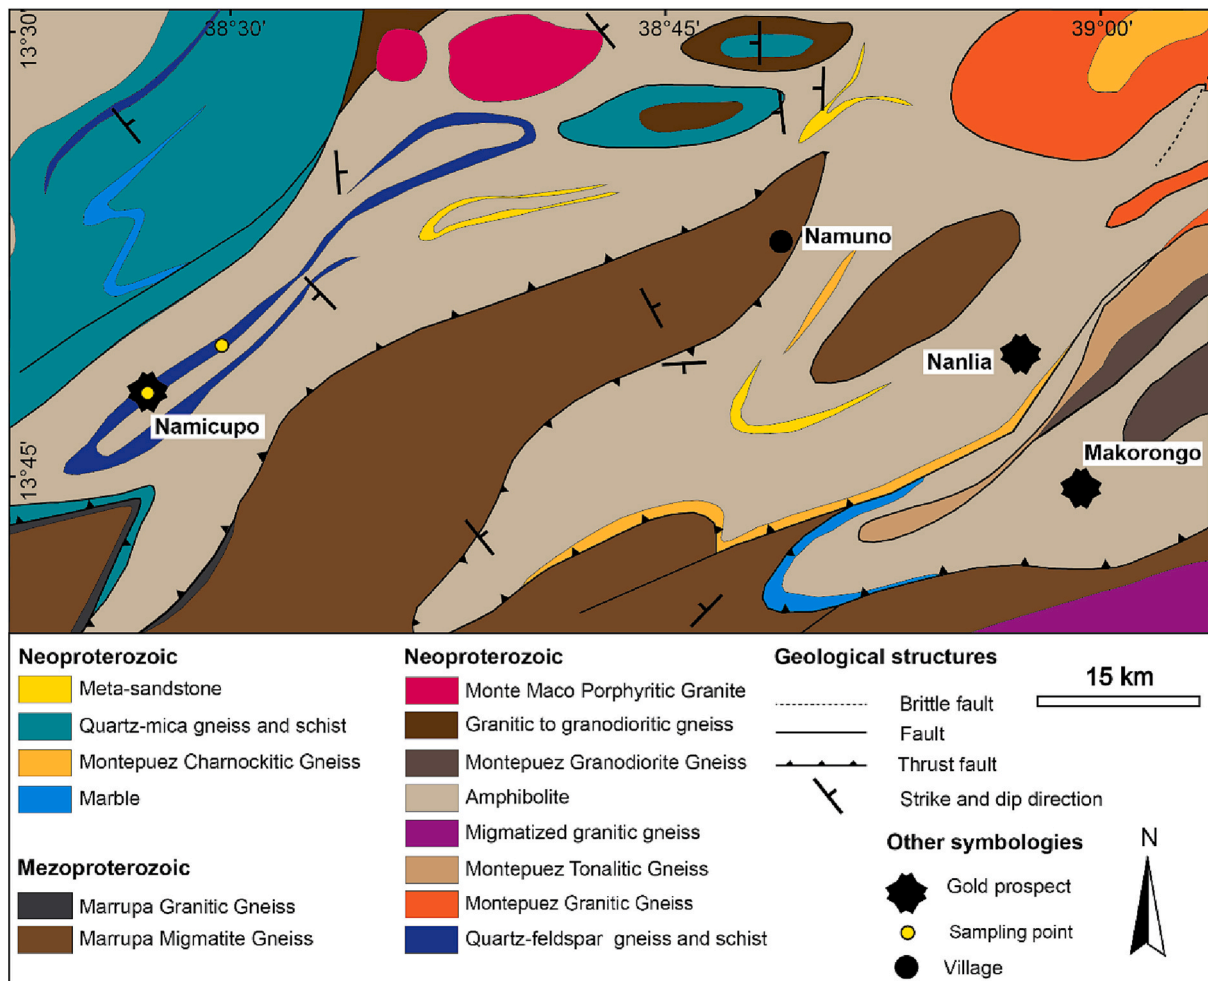 13°30'
38°30'
38°45'
39°00'
Namuno
Nanlia
Namicupo
Makorongo
13°45'
Neoproterozoic
Meta-sandstone
Quartz-mica gneiss and schist
Montepuez Charnockitic Gneiss
Marble
Mezoproterozoic
Marrupa Granitic Gneiss
Marrupa Migmatite Gneiss
Neoproterozoic
Monte Maco Porphyritic Granite
Granitic to granodioritic gneiss
Montepuez Granodiorite Gneiss
Amphibolite
Migmatized granitic gneiss
Montepuez Tonalitic Gneiss
Montepuez Granitic Gneiss
Quartz-feldspar gneiss and schist
Geological structures
Brittle fault
Fault
Thrust fault
Strike and dip direction
15 km
Other symbologies
Gold prospect
Sampling point
Village
N